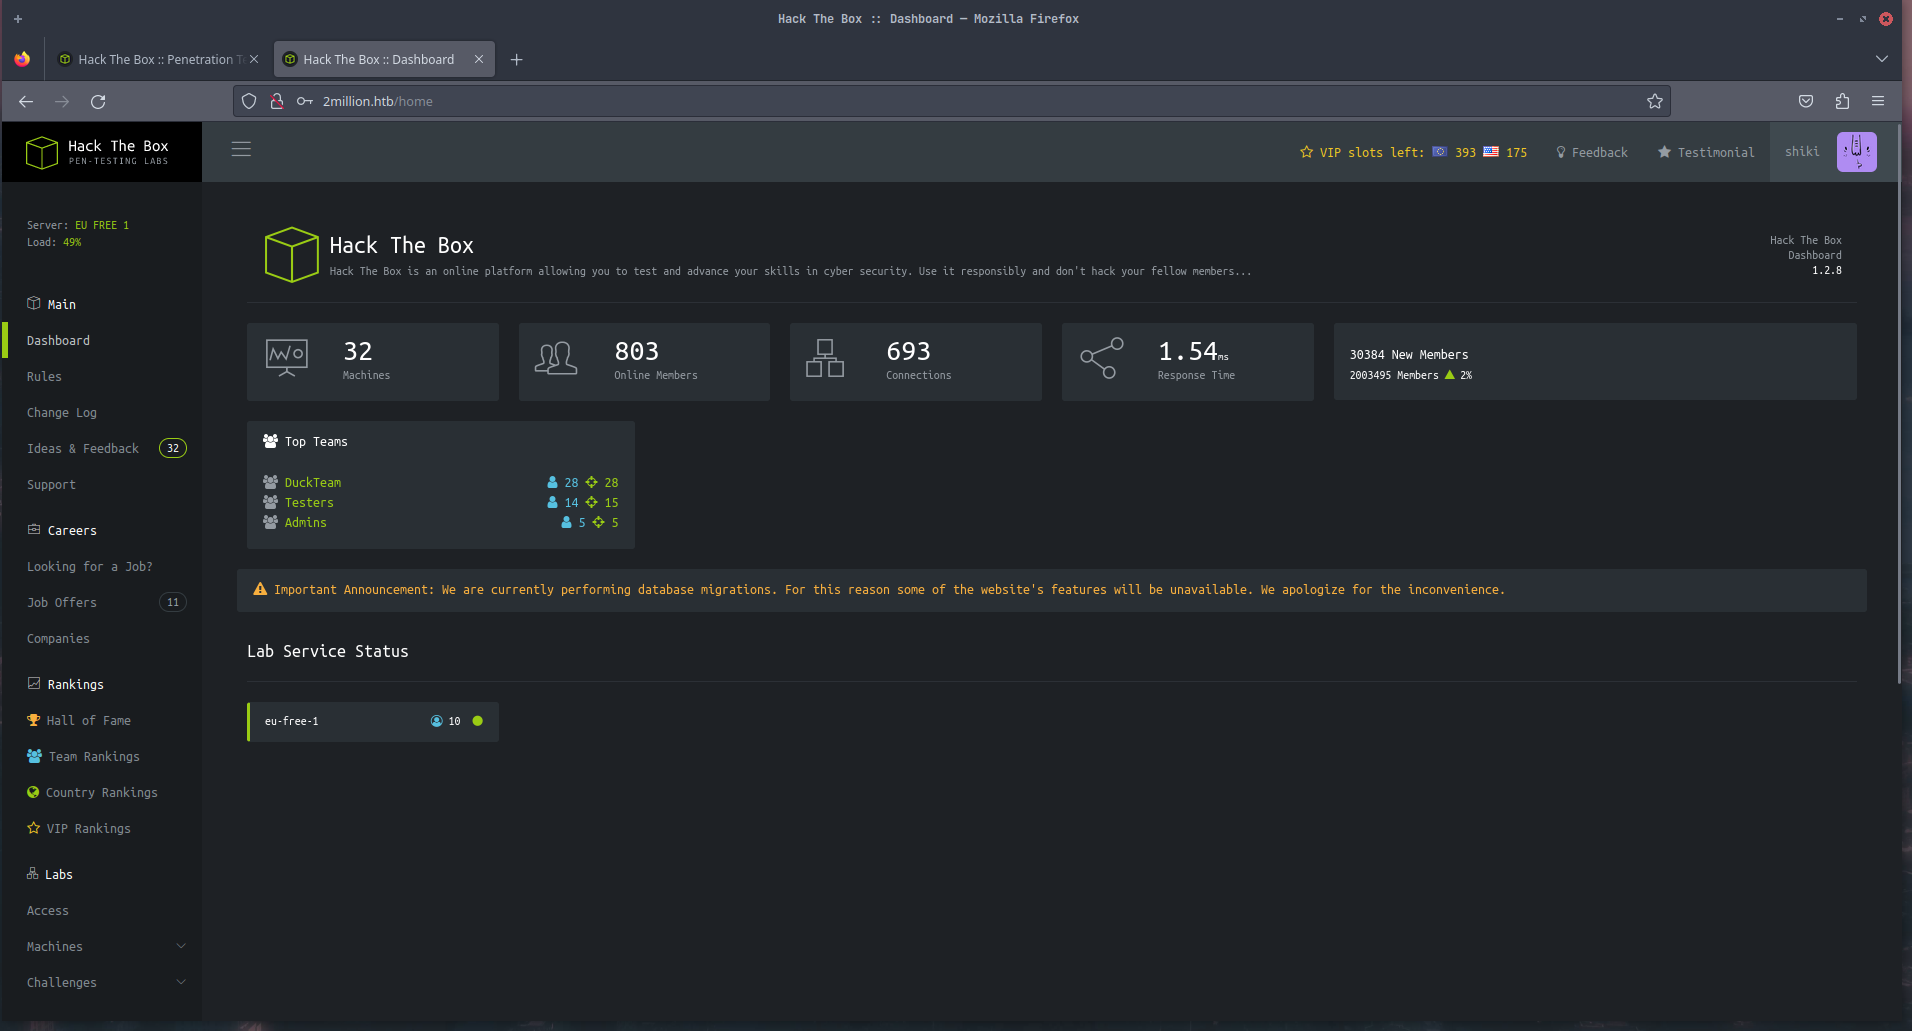 Hack The Box :: Dashboard — Mozilla Firefox
Hack The Box :: Penetration Te
Hack The Box :: Dashboard
2million.htb/home
Hack The Box
PEN-TESTING LABS
VIP slots left: 393 175
Feedback
Testimonial
shiki
Server: EU FREE 1
Load: 49%
Main
Dashboard
Rules
Change Log
Ideas & Feedback 32
Support
Careers
Looking for a Job?
Job Offers 11
Companies
Rankings
Hall of Fame
Team Rankings
Country Rankings
VIP Rankings
Labs
Access
Machines
Challenges
Hack The Box
Hack The Box is an online platform allowing you to test and advance your skills in cyber security. Use it responsibly and don't hack your fellow members...
Hack The Box
Dashboard
1.2.8
32
Machines
803
Online Members
693
Connections
1.54ms
Response Time
30384 New Members
2003495 Members 2%
Top Teams
DuckTeam 28 28
Testers 14 15
Admins 5 5
Important Announcement: We are currently performing database migrations. For this reason some of the website's features will be unavailable. We apologize for the inconvenience.
Lab Service Status
eu-free-1 10